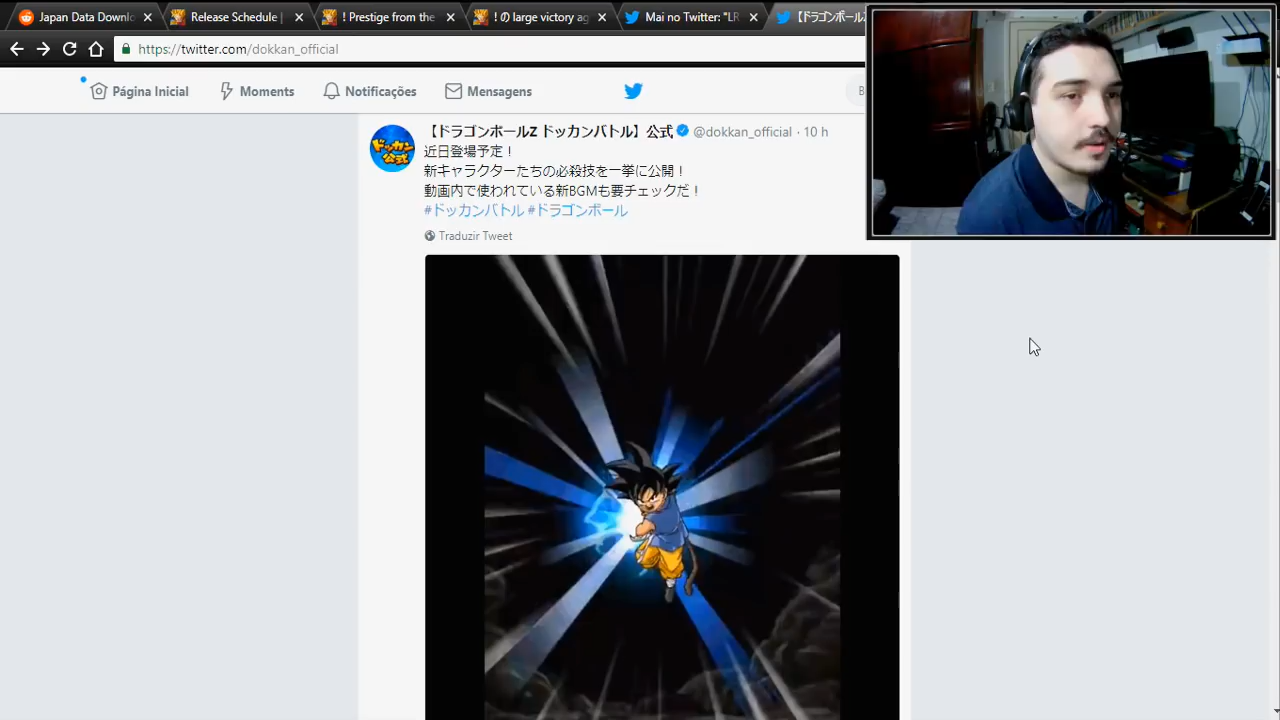 Japan Data Downlo
Release Schedule |
! Prestige from the
! の large victory ag
Mai no Twitter: "LR
【ドラゴンボールZ
https://twitter.com/dokkan_official
Página Inicial
Moments
Notificações
Mensagens
B
【ドラゴンボールZ ドッカンバトル】公式 @dokkan_official · 10 h
近日登場予定！
新キャラクターたちの必殺技を一挙に公開！
動画内で使われている新BGMも要チェックだ！
#ドッカンバトル #ドラゴンボール
Traduzir Tweet
ドッカン
公式